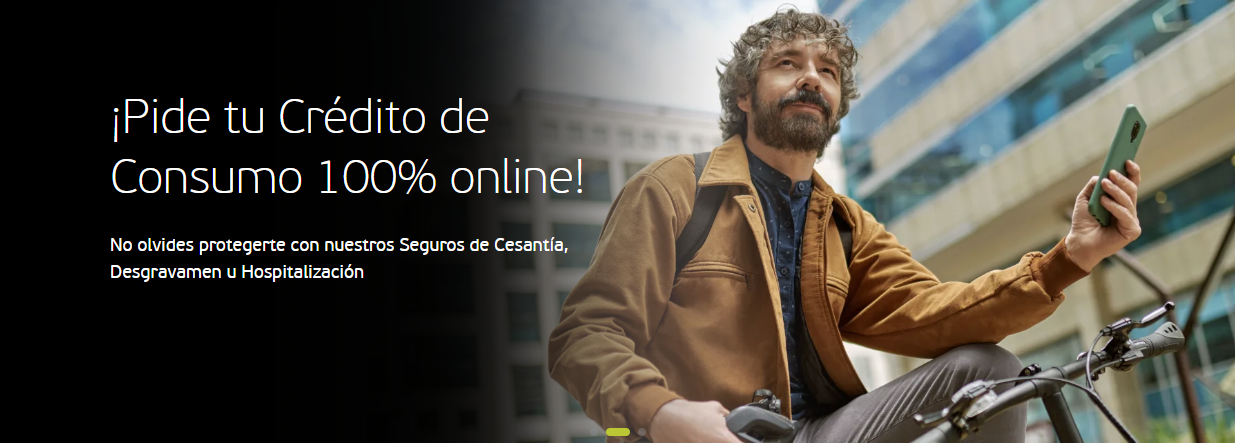 ¡Pide tu Crédito de
Consumo 100% online!
No olvides protegerte con nuestros Seguros de Cesantía,
Desgravamen u Hospitalización